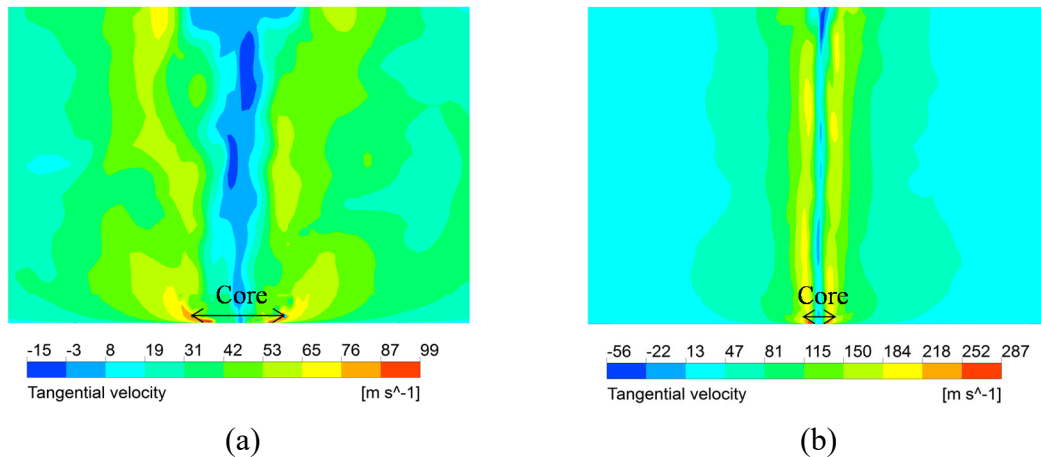 Core
-15 -3 8 19 31 42 53 65 76 87 99
Tangential velocity [m s^-1]
(a)
Core
-56 -22 13 47 81 115 150 184 218 252 287
Tangential velocity [m s^-1]
(b)